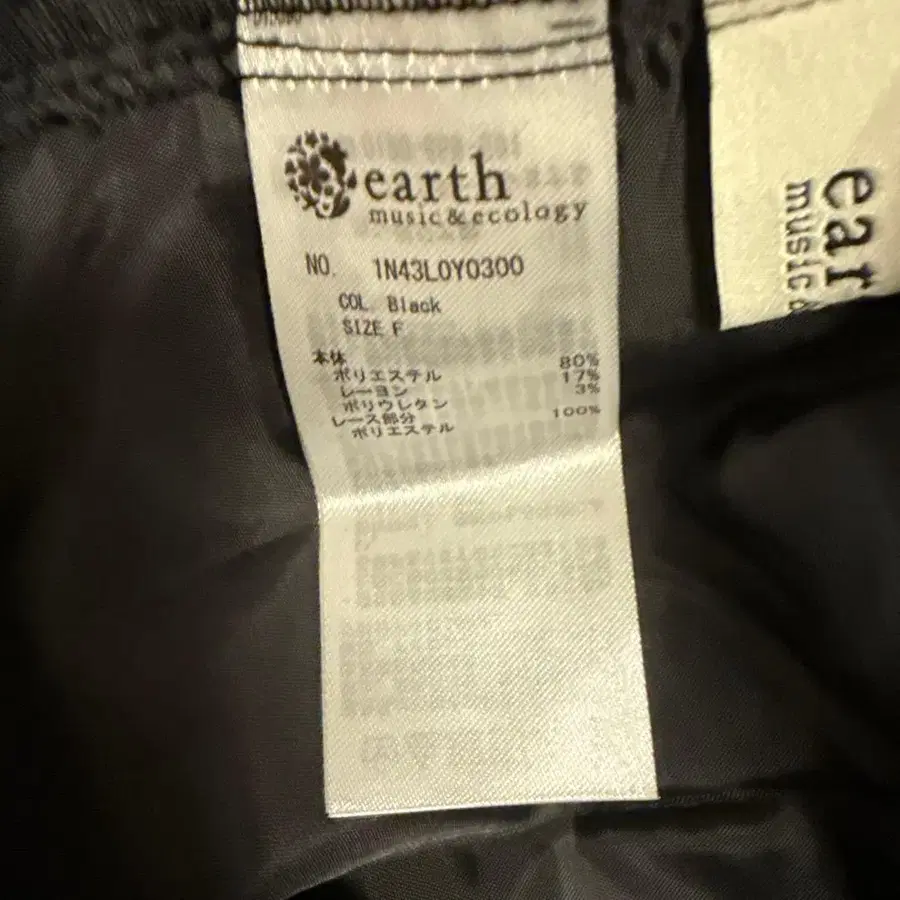 earth
music&ecology
NO. 1N43L0Y0300
COL. Black
SIZE F
本体
ポリエステル 80%
レーヨン 17%
ポリウレタン 3%
レース部分
ポリエステル 100%
ear
music &